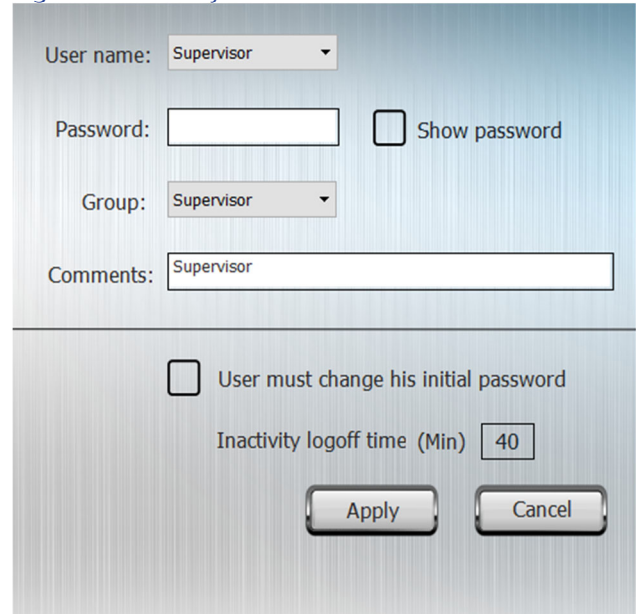 User name: Supervisor
Password: Show password
Group: Supervisor
Comments: Supervisor
User must change his initial password
Inactivity logoff time (Min) 40
Apply Cancel